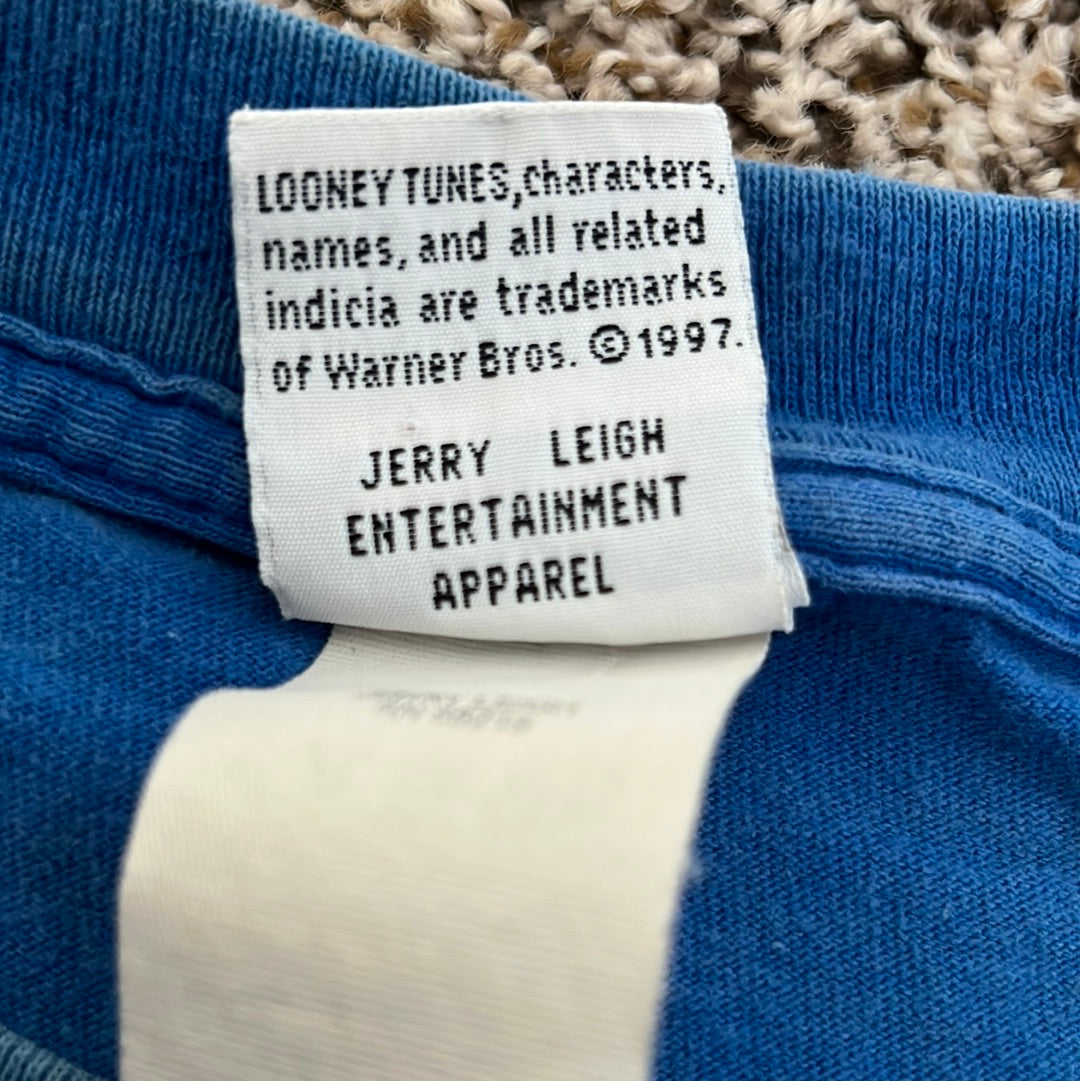 LOONEY TUNES, characters,
names, and all related
indicia are trademarks
of Warner Bros. ©1997.
JERRY LEIGH
ENTERTAINMENT
APPAREL